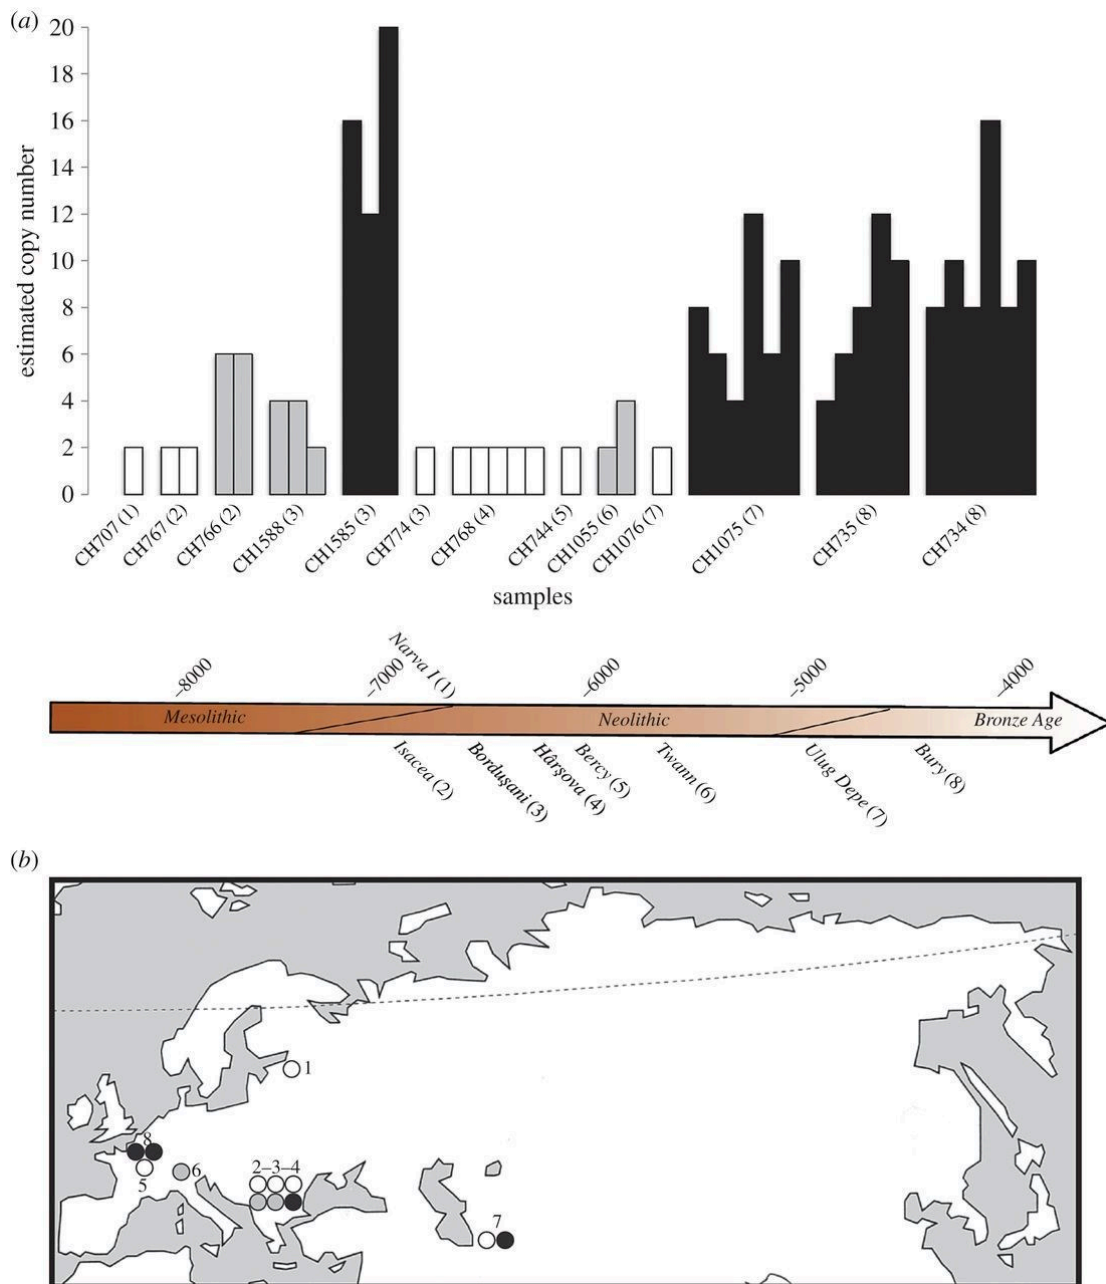 (a)
20
18
16
14
12
10
8
6
4
2
0
estimated copy number
CH707 (1)
CH767 (2)
CH766 (2)
CH1588 (3)
CH1585 (3)
CH774 (3)
CH768 (4)
CH744 (5)
CH1055 (6)
CH1076 (7)
CH1075 (7)
CH735 (8)
CH734 (8)
samples
–8000
–7000
Narva I (1)
–6000
–5000
–4000
Mesolithic
Neolithic
Bronze Age
Isacea (2)
Borduşani (3)
Hârşova (4)
Bercy (5)
Twann (6)
Ulug Depe (7)
Bury (8)
(b)
1
8
5
6
2–3–4
7